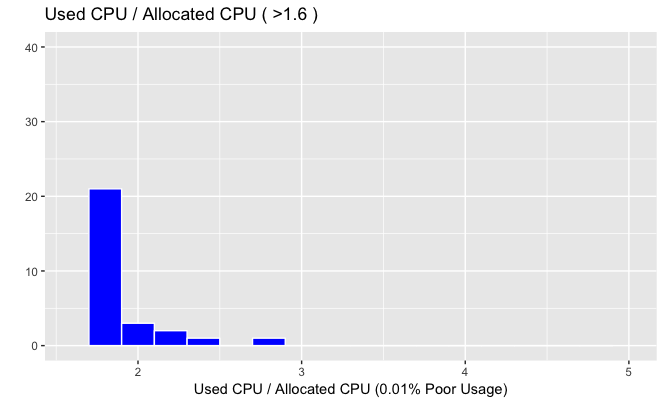 Used CPU / Allocated CPU ( >1.6 )
40
30
20
10
0
2 3 4 5
Used CPU / Allocated CPU (0.01% Poor Usage)